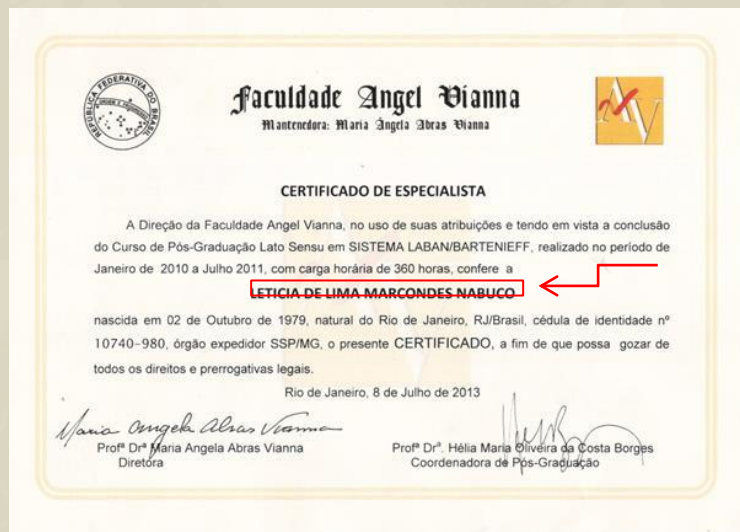 REPÚBLICA FEDERATIVA DO BRASIL
Faculdade Angel Vianna
Mantenedora: Maria Ângela Abras Vianna
AV
CERTIFICADO DE ESPECIALISTA
A Direção da Faculdade Angel Vianna, no uso de suas atribuições e tendo em vista a conclusão
do Curso de Pós-Graduação Lato Sensu em SISTEMA LABAN/BARTENIEFF, realizado no período de
Janeiro de 2010 a Julho 2011, com carga horária de 360 horas, confere a
LETICIA DE LIMA MARCONDES NABUCO
nascida em 02 de Outubro de 1979, natural do Rio de Janeiro, RJ/Brasil, cédula de identidade nº
10740-980, órgão expedidor SSP/MG, o presente CERTIFICADO, a fim de que possa gozar de
todos os direitos e prerrogativas legais.
Rio de Janeiro, 8 de Julho de 2013
Maria Angela Abras Vianna
Profª Drª Maria Angela Abras Vianna
Diretora
Profª Drª. Hélia Maria Oliveira da Costa Borges
Coordenadora de Pós-Graduação